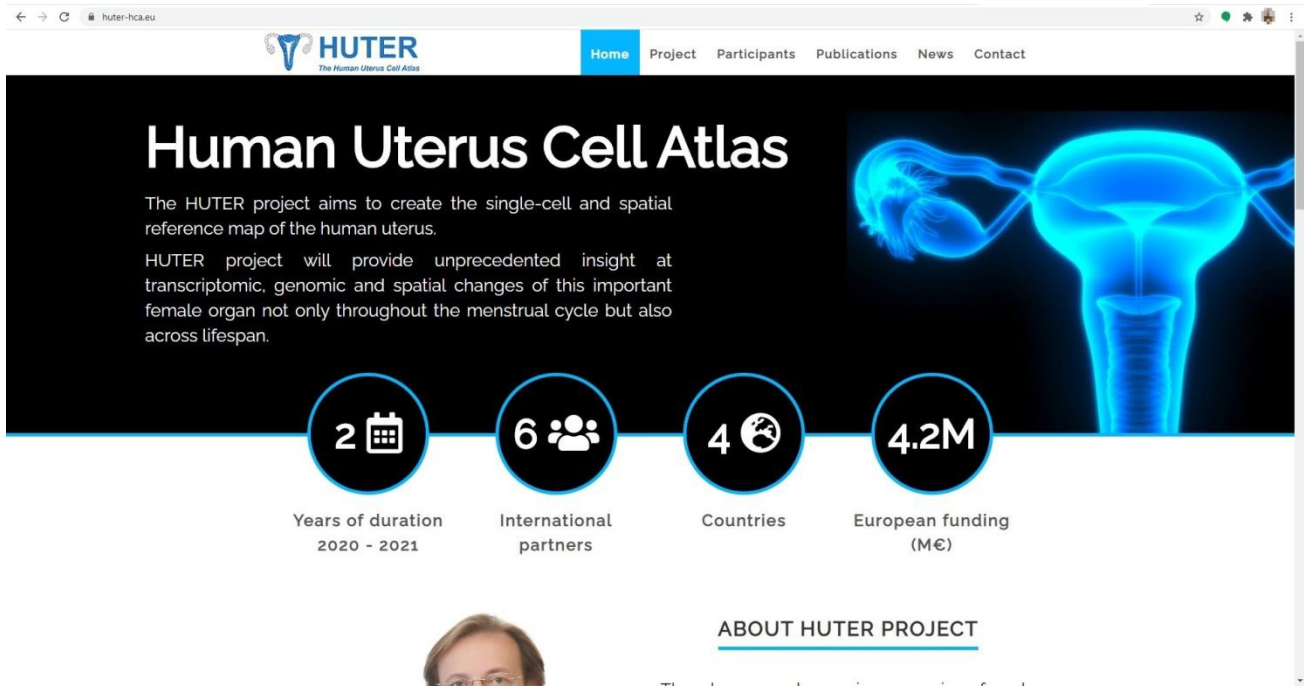 huter-hca.eu
HUTER
The Human Uterus Cell Atlas
Home Project Participants Publications News Contact
Human Uterus Cell Atlas
The HUTER project aims to create the single-cell and spatial
reference map of the human uterus.
HUTER project will provide unprecedented insight at
transcriptomic, genomic and spatial changes of this important
female organ not only throughout the menstrual cycle but also
across lifespan.
2 6 4 4.2M
Years of duration
2020 - 2021
International
partners
Countries
European funding
(M€)
ABOUT HUTER PROJECT